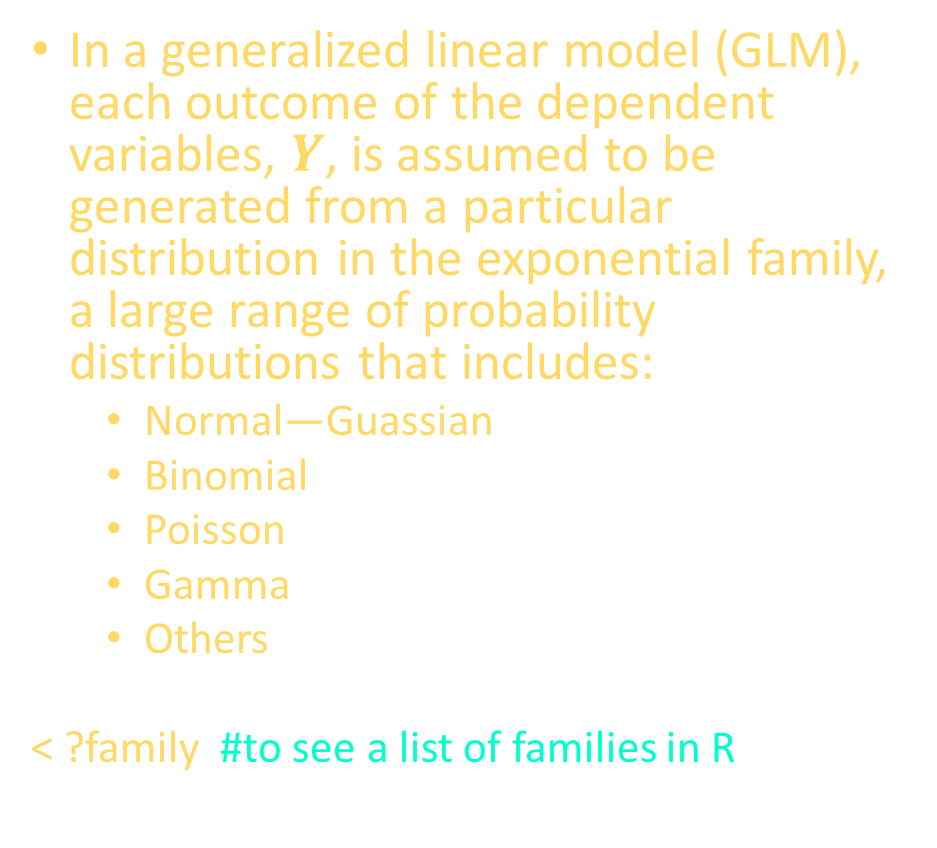 • In a generalized linear model (GLM),
each outcome of the dependent
variables, Y, is assumed to be
generated from a particular
distribution in the exponential family,
a large range of probability
distributions that includes:
• Normal—Guassian
• Binomial
• Poisson
• Gamma
• Others
< ?family #to see a list of families in R